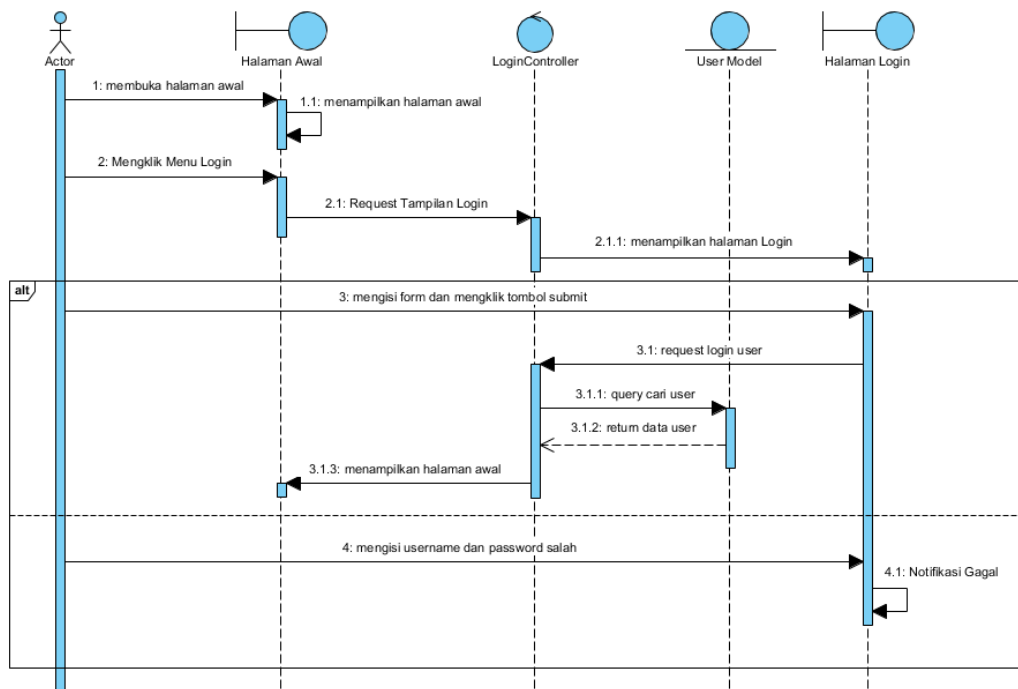 Actor
Halaman Awal
LoginController
User Model
Halaman Login
1: membuka halaman awal
1.1: menampilkan halaman awal
2: Mengklik Menu Login
2.1: Request Tampilan Login
2.1.1: menampilkan halaman Login
alt
3: mengisi form dan mengklik tombol submit
3.1: request login user
3.1.1: query cari user
3.1.2: return data user
3.1.3: menampilkan halaman awal
4: mengisi username dan password salah
4.1: Notifikasi Gagal